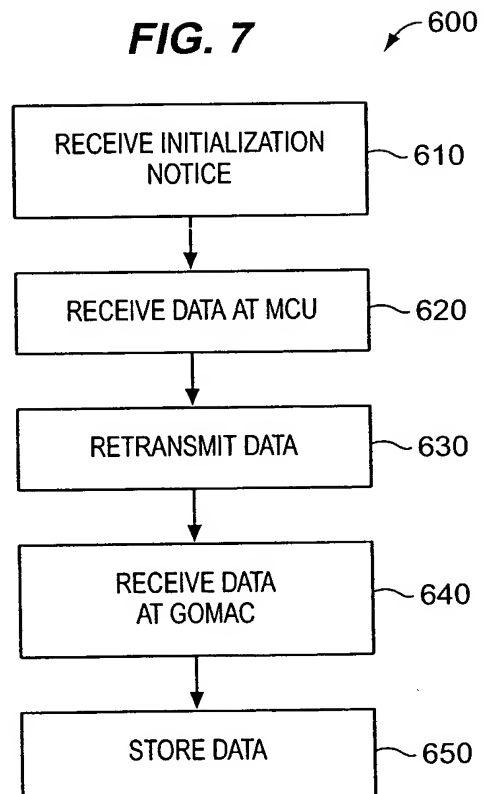 FIG. 7
600
RECEIVE INITIALIZATION
NOTICE
610
RECEIVE DATA AT MCU
620
RETRANSMIT DATA
630
RECEIVE DATA
AT GOMAC
640
STORE DATA
650